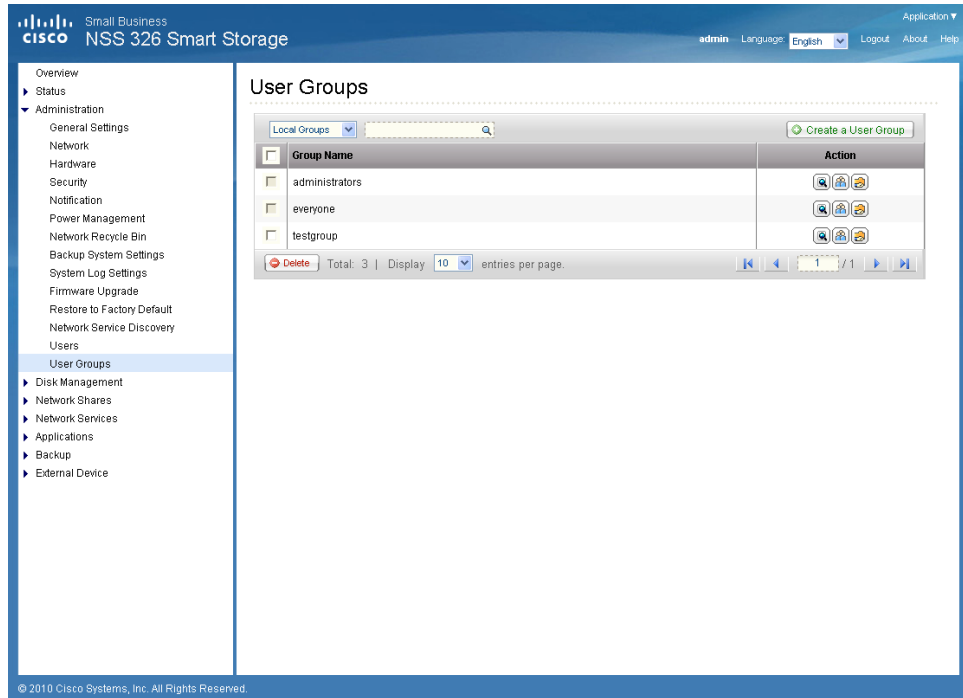 Small Business
CISCO NSS 326 Smart Storage
Application
admin Language: English Logout About Help
Overview
Status
Administration
General Settings
Network
Hardware
Security
Notification
Power Management
Network Recycle Bin
Backup System Settings
System Log Settings
Firmware Upgrade
Restore to Factory Default
Network Service Discovery
Users
User Groups
Disk Management
Network Shares
Network Services
Applications
Backup
External Device
User Groups
Local Groups Create a User Group
Group Name Action
administrators
everyone
testgroup
Delete Total: 3 | Display 10 entries per page. 1 / 1
© 2010 Cisco Systems, Inc. All Rights Reserved.